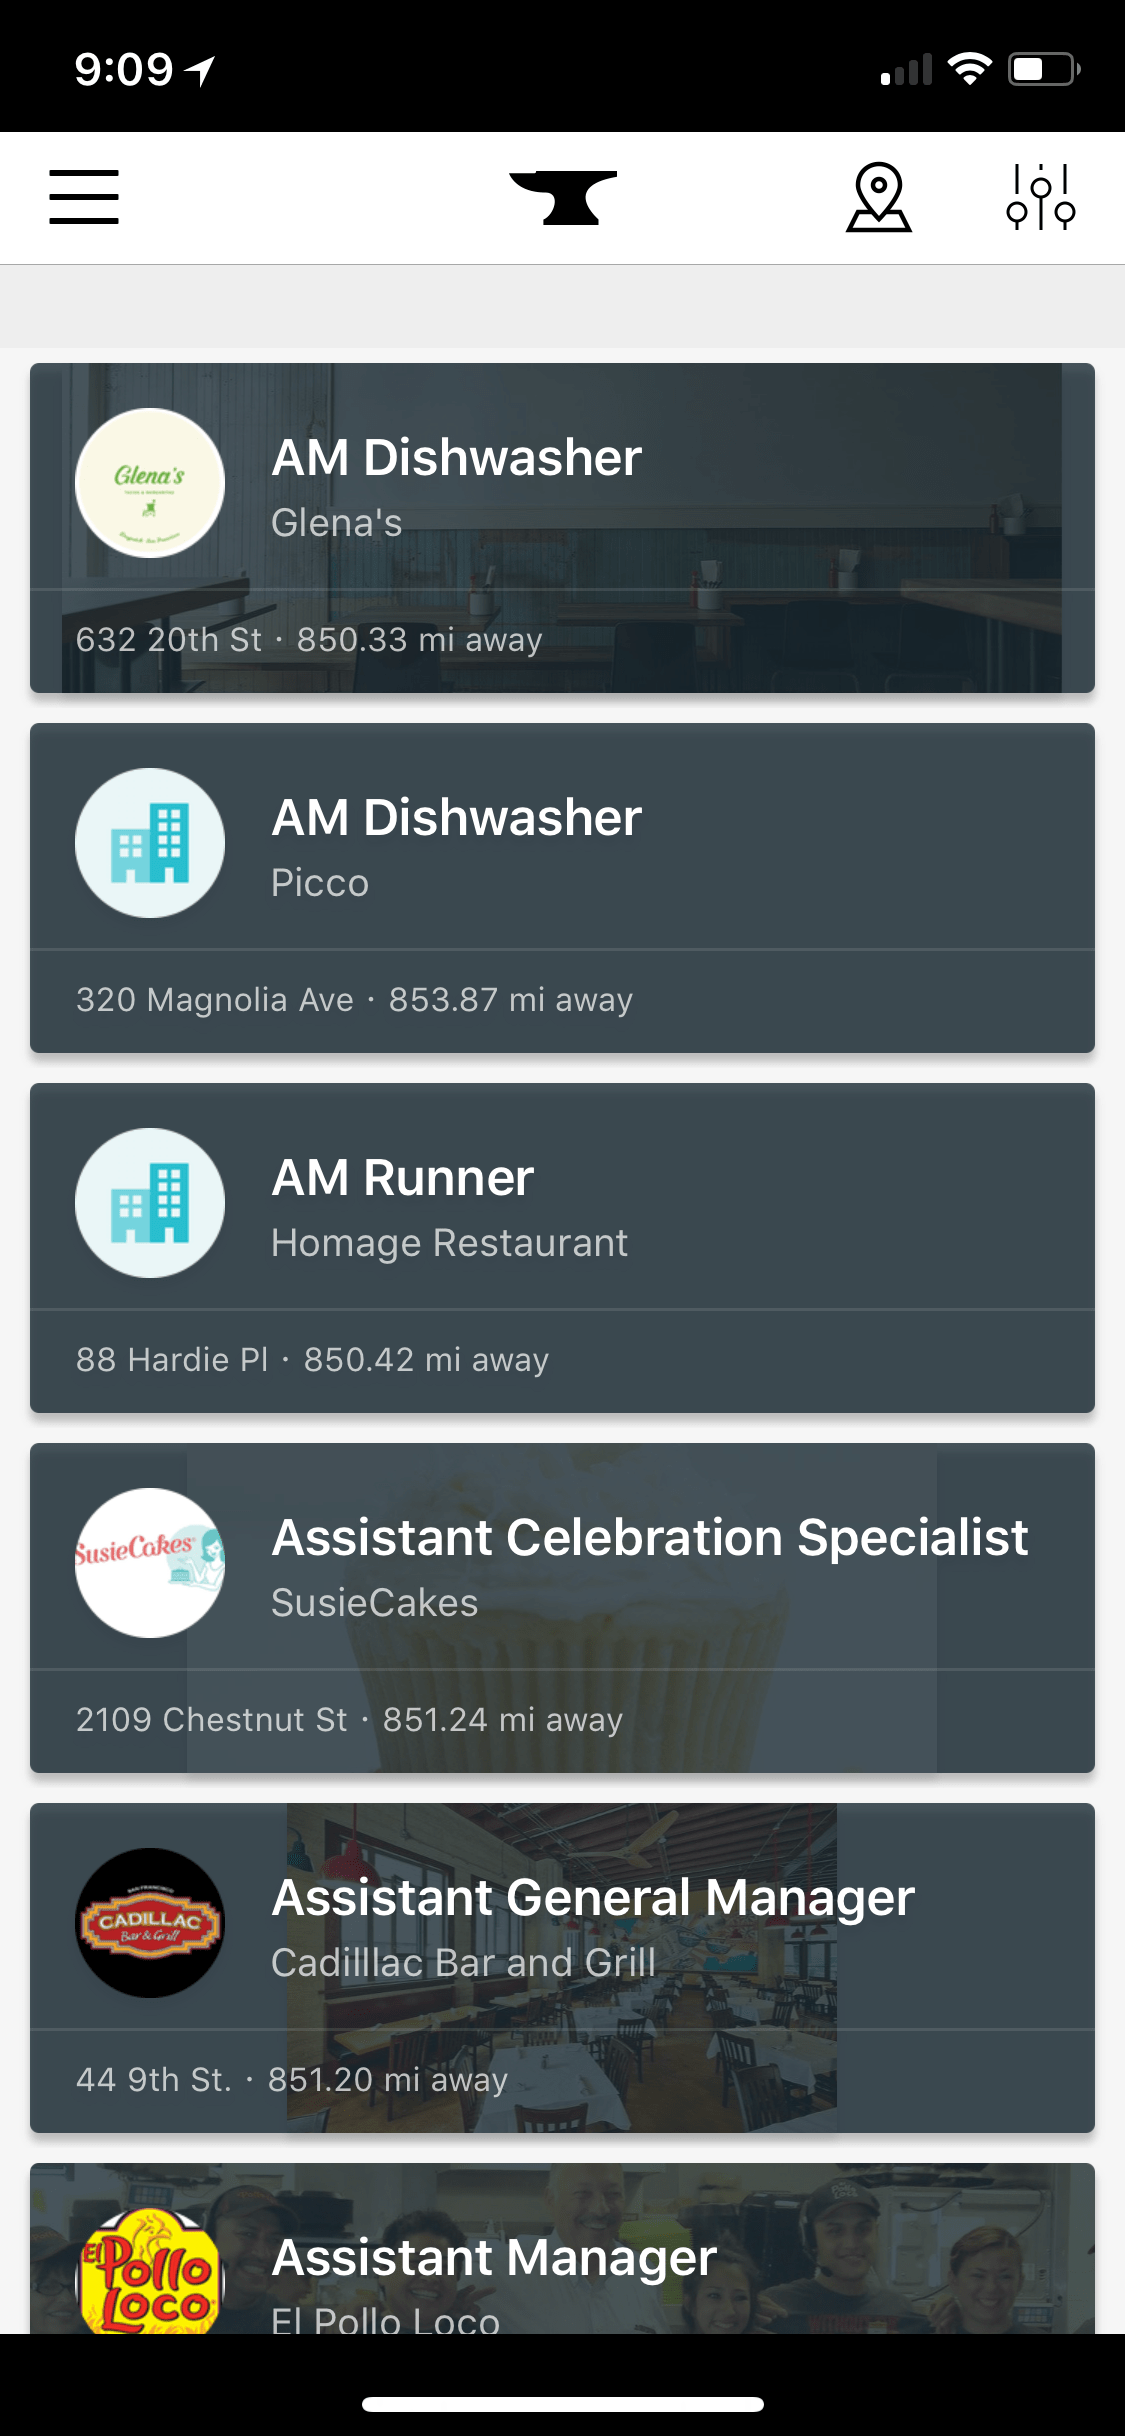 9:09
Glena's
AM Dishwasher
Glena's
632 20th St · 850.33 mi away
AM Dishwasher
Picco
320 Magnolia Ave · 853.87 mi away
AM Runner
Homage Restaurant
88 Hardie Pl · 850.42 mi away
SusieCakes
Assistant Celebration Specialist
SusieCakes
2109 Chestnut St · 851.24 mi away
CADILLAC
Bar & Grill
Assistant General Manager
Cadilllac Bar and Grill
44 9th St. · 851.20 mi away
El Pollo Loco
Assistant Manager
El Pollo Loco